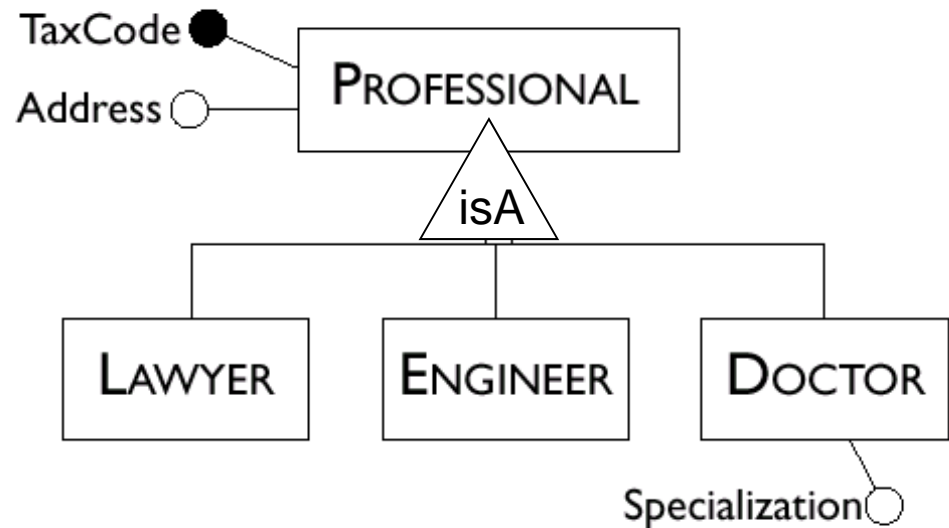 TaxCode
PROFESSIONAL
Address
isA
LAWYER
ENGINEER
DOCTOR
Specialization